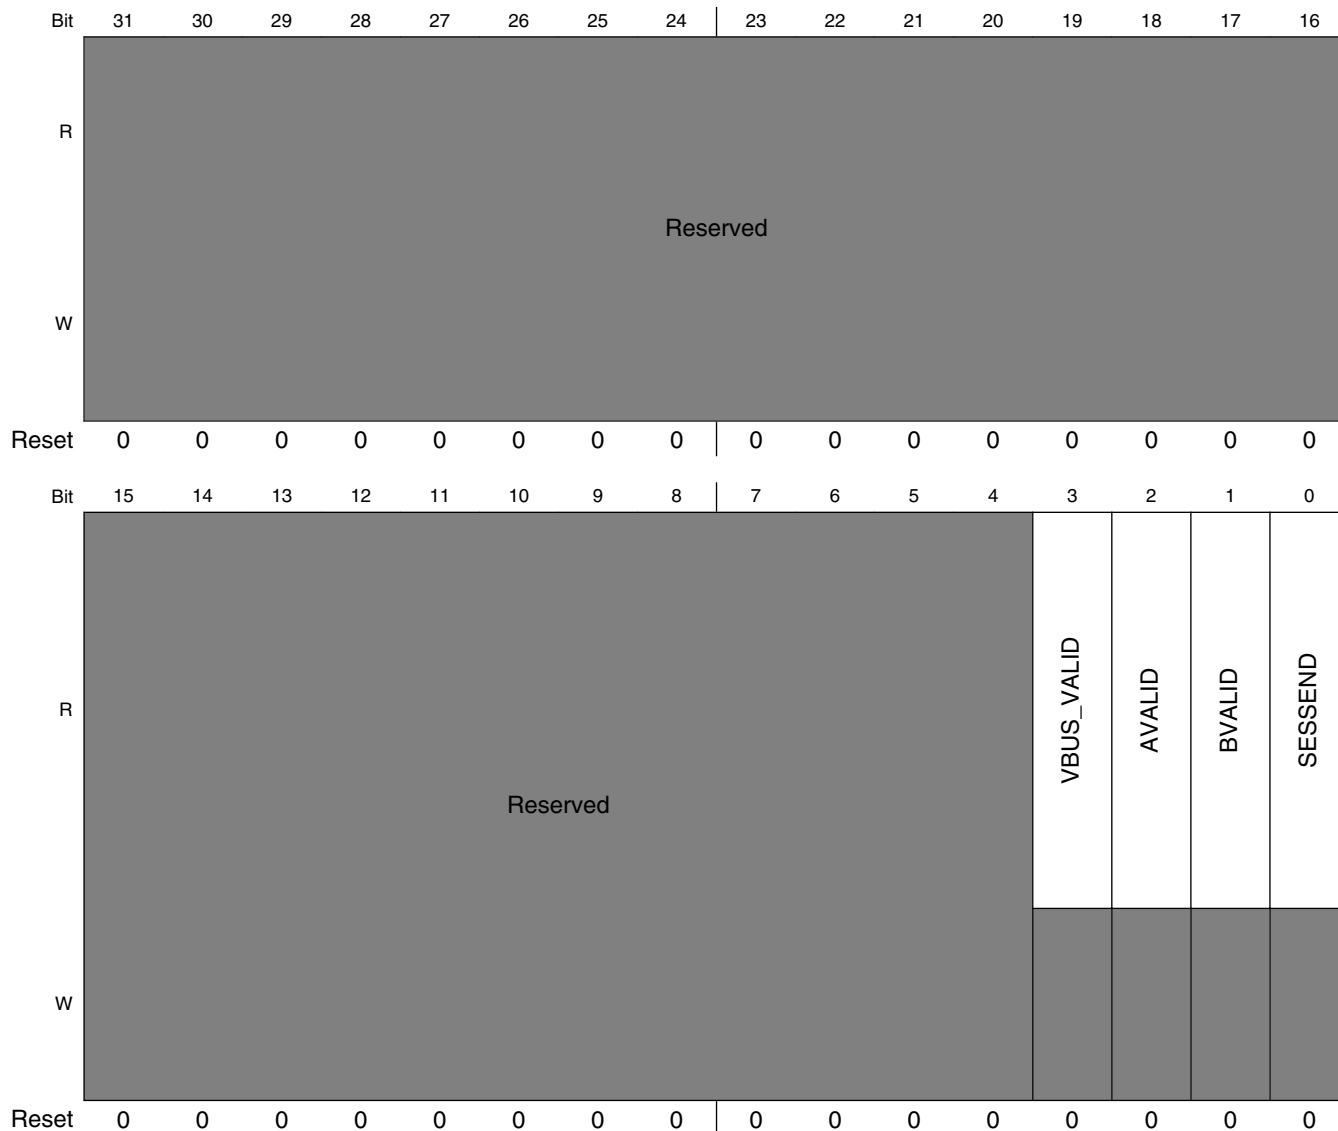 Bit 31 30 29 28 27 26 25 24 23 22 21 20 19 18 17 16
R
Reserved
W
Reset 0 0 0 0 0 0 0 0 0 0 0 0 0 0 0 0
Bit 15 14 13 12 11 10 9 8 7 6 5 4 3 2 1 0
R
VBUS_VALID
AVALID
BVALID
SESSEND
Reserved
W
Reset 0 0 0 0 0 0 0 0 0 0 0 0 0 0 0 0